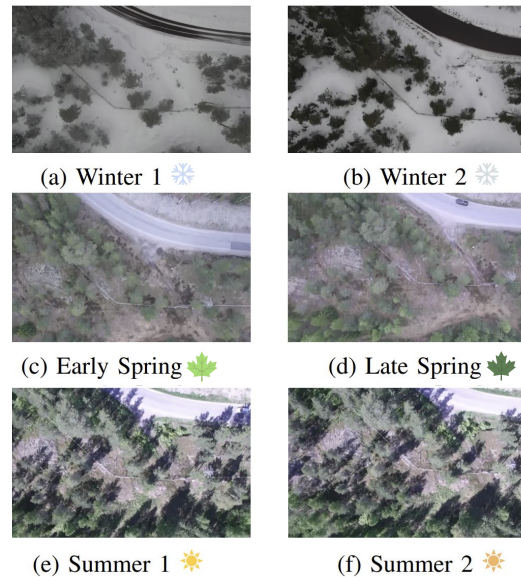 (a) Winter 1
(b) Winter 2
(c) Early Spring
(d) Late Spring
(e) Summer 1
(f) Summer 2